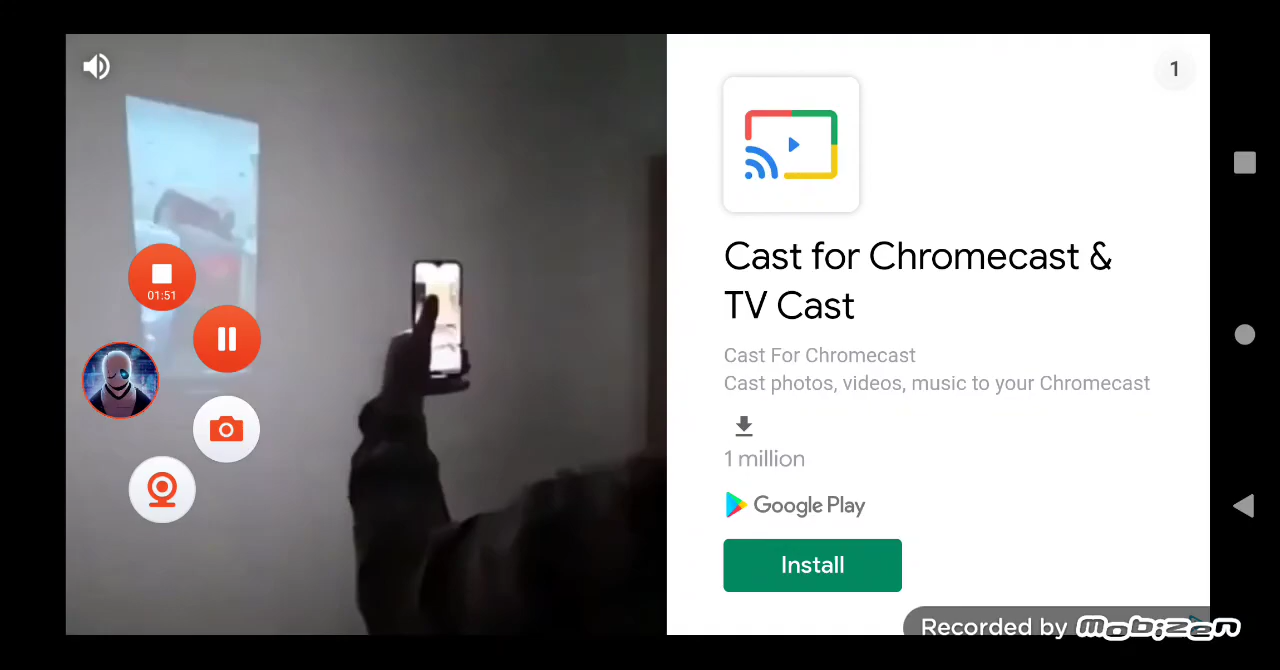 1
01:51
Cast for Chromecast &
TV Cast
Cast For Chromecast
Cast photos, videos, music to your Chromecast
1 million
Google Play
Install
Recorded by Mobizen